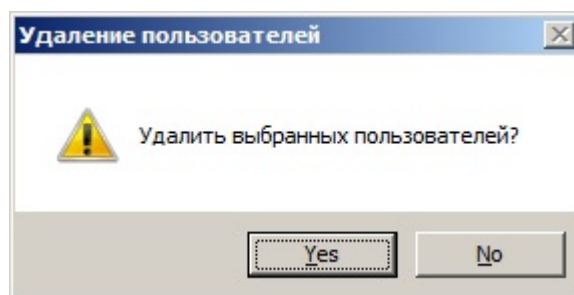 Удаление пользователей
Удалить выбранных пользователей?
Yes No